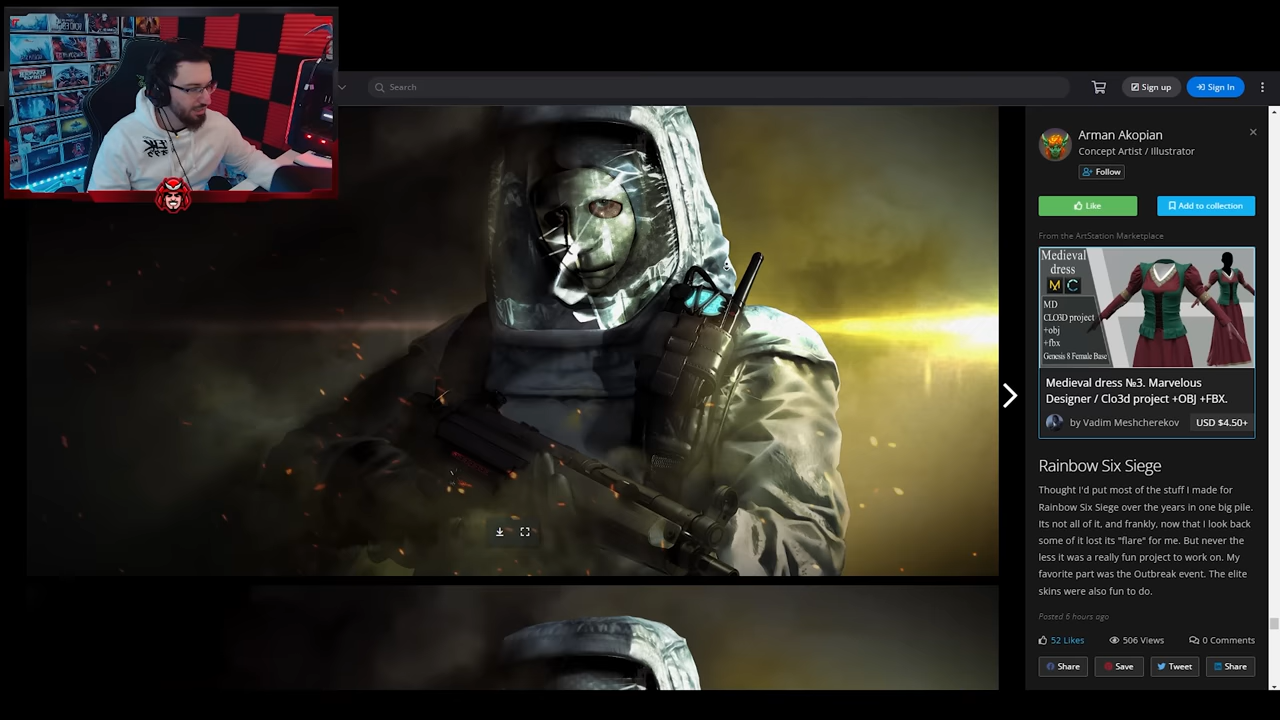 Search
Sign up
Sign In
Arman Akopian
Concept Artist / Illustrator
Follow
Like
Add to collection
From the ArtStation Marketplace
Medieval
dress
MD
CLO3D project
+obj
+fbx
Genesis 8 Female Base
Medieval dress №3. Marvelous
Designer / Clo3d project +OBJ +FBX.
by Vadim Meshcherekov
USD $4.50+
Rainbow Six Siege
Thought I'd put most of the stuff I made for
Rainbow Six Siege over the years in one big pile.
Its not all of it, and frankly, now that I look back
some of it lost its "flare" for me. But never the
less it was a really fun project to work on. My
favorite part was the Outbreak event. The elite
skins were also fun to do.
Posted 6 hours ago
52 Likes
506 Views
0 Comments
Share
Save
Tweet
Share